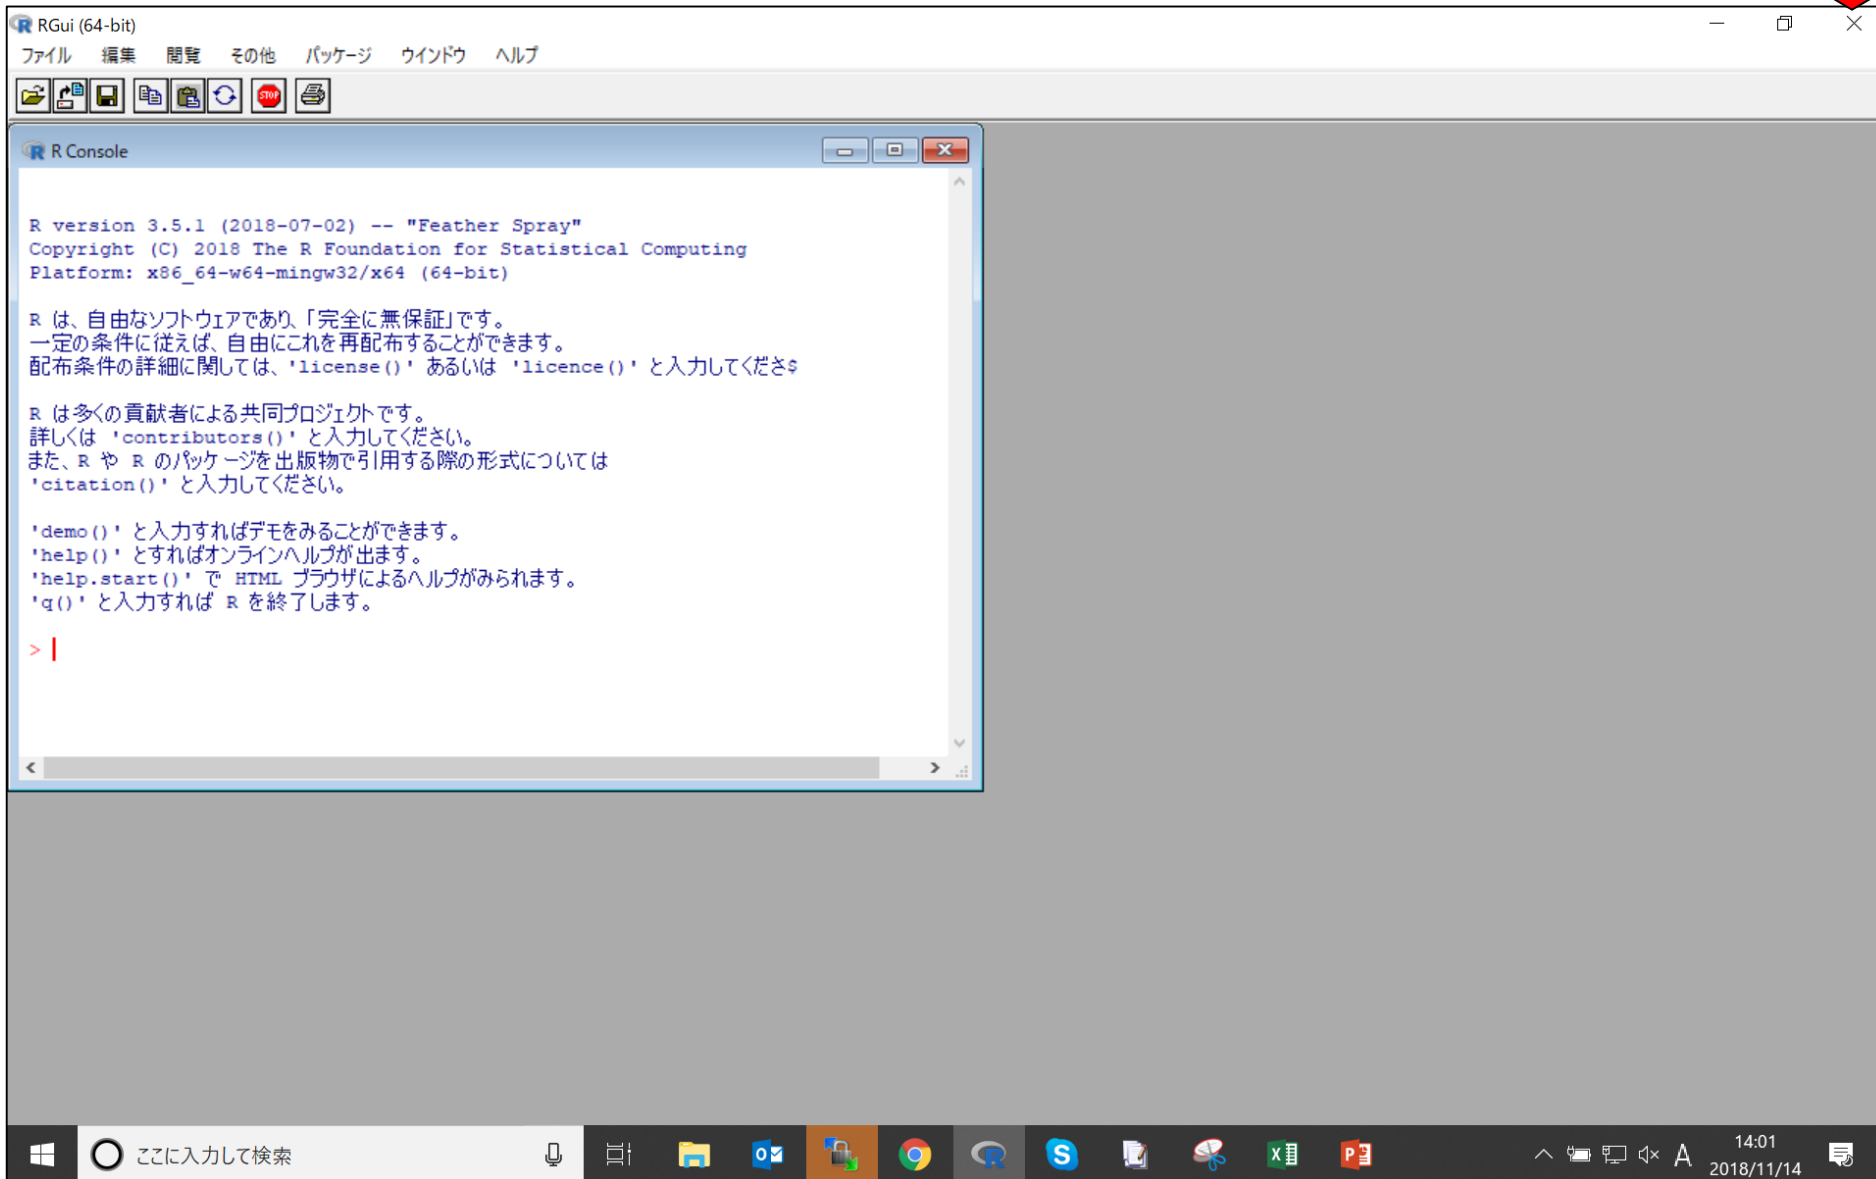 RGui (64-bit)
ファイル 編集 閲覧 その他 パッケージ ウインドウ ヘルプ
STOP
R Console
R version 3.5.1 (2018-07-02) -- "Feather Spray"
Copyright (C) 2018 The R Foundation for Statistical Computing
Platform: x86_64-w64-mingw32/x64 (64-bit)
R は、自由なソフトウェアであり、「完全に無保証」です。
一定の条件に従えば、自由にこれを再配布することができます。
配布条件の詳細に関しては、'license()' あるいは 'licence()' と入力してくださ$
R は多くの貢献者による共同プロジェクトです。
詳しくは 'contributors()' と入力してください。
また、R や R のパッケージを出版物で引用する際の形式については
'citation()' と入力してください。
'demo()' と入力すればデモをみることができます。
'help()' とすればオンラインヘルプが出ます。
'help.start()' で HTML ブラウザによるヘルプがみられます。
'q()' と入力すれば R を終了します。
>
ここに入力して検索
A
14:01
2018/11/14